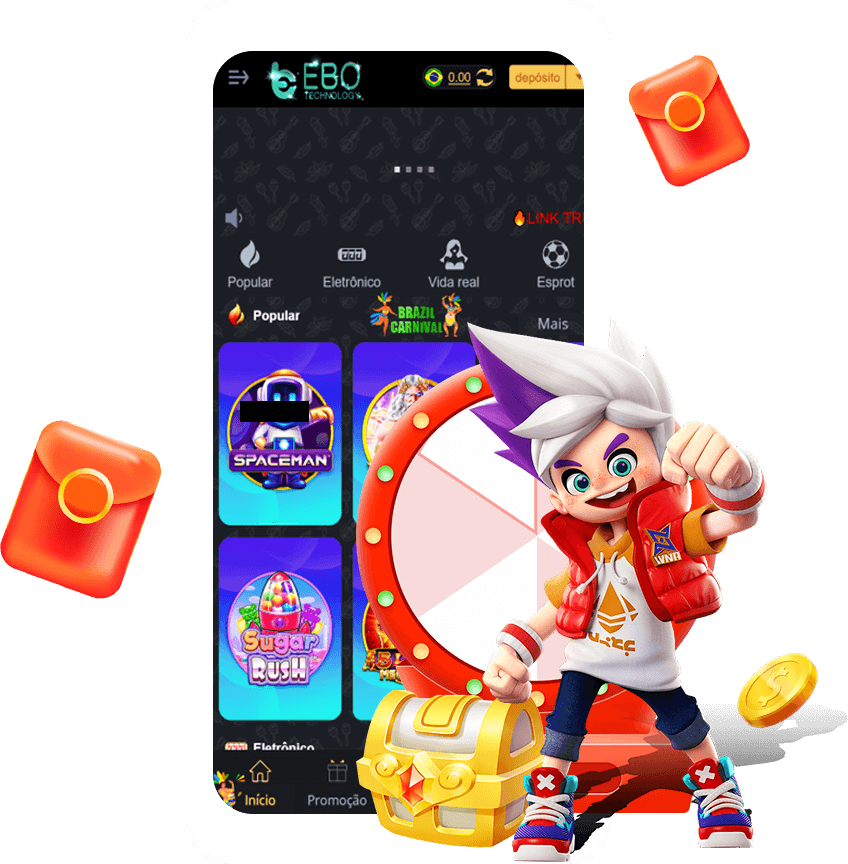 EBO
TECHNOLOGY
0.00
depósito
LINK TR
Popular
Eletrônico
Vida real
Esprot
Popular
BRAZIL
CARNIVAL
Mais
SPACEMAN
Sugar
RUSH
LVNA
Eletrônico
Início
Promoção